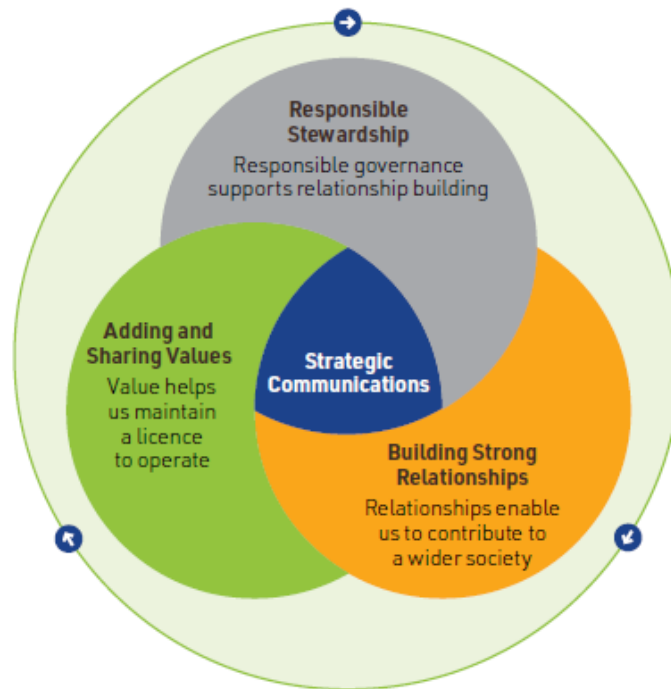 Responsible
Stewardship
Responsible governance
supports relationship building
Adding and
Sharing Values
Value helps
us maintain
a licence
to operate
Strategic
Communications
Building Strong
Relationships
Relationships enable
us to contribute to
a wider society